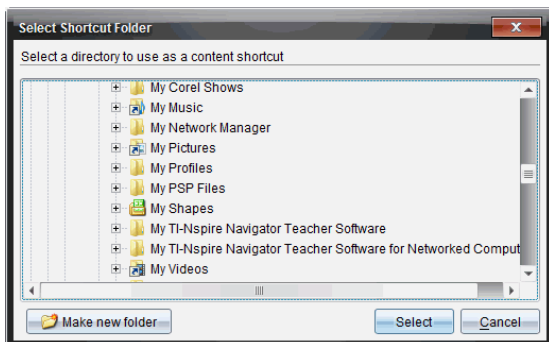 Select Shortcut Folder
Select a directory to use as a content shortcut
My Corel Shows
My Music
My Network Manager
My Pictures
My Profiles
My PSP Files
My Shapes
My TI-Nspire Navigator Teacher Software
My TI-Nspire Navigator Teacher Software for Networked Comput
My Videos
Make new folder
Select
Cancel